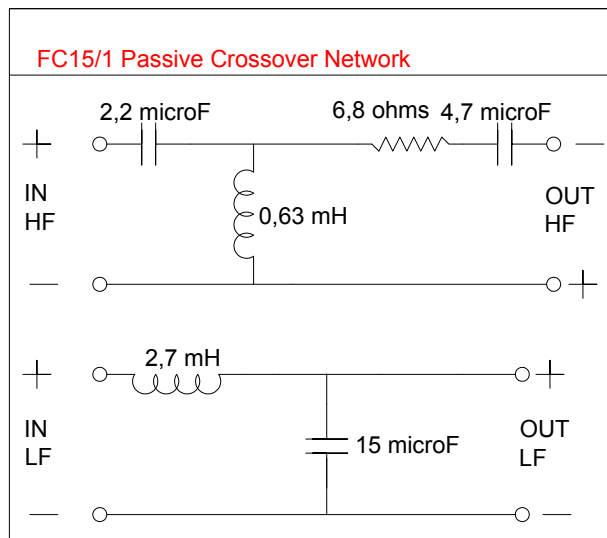 FC15/1 Passive Crossover Network
2,2 microF
6,8 ohms
4,7 microF
+
−
IN
HF
0,63 mH
OUT
HF
−
+
2,7 mH
+
+
IN
LF
15 microF
OUT
LF
−
−